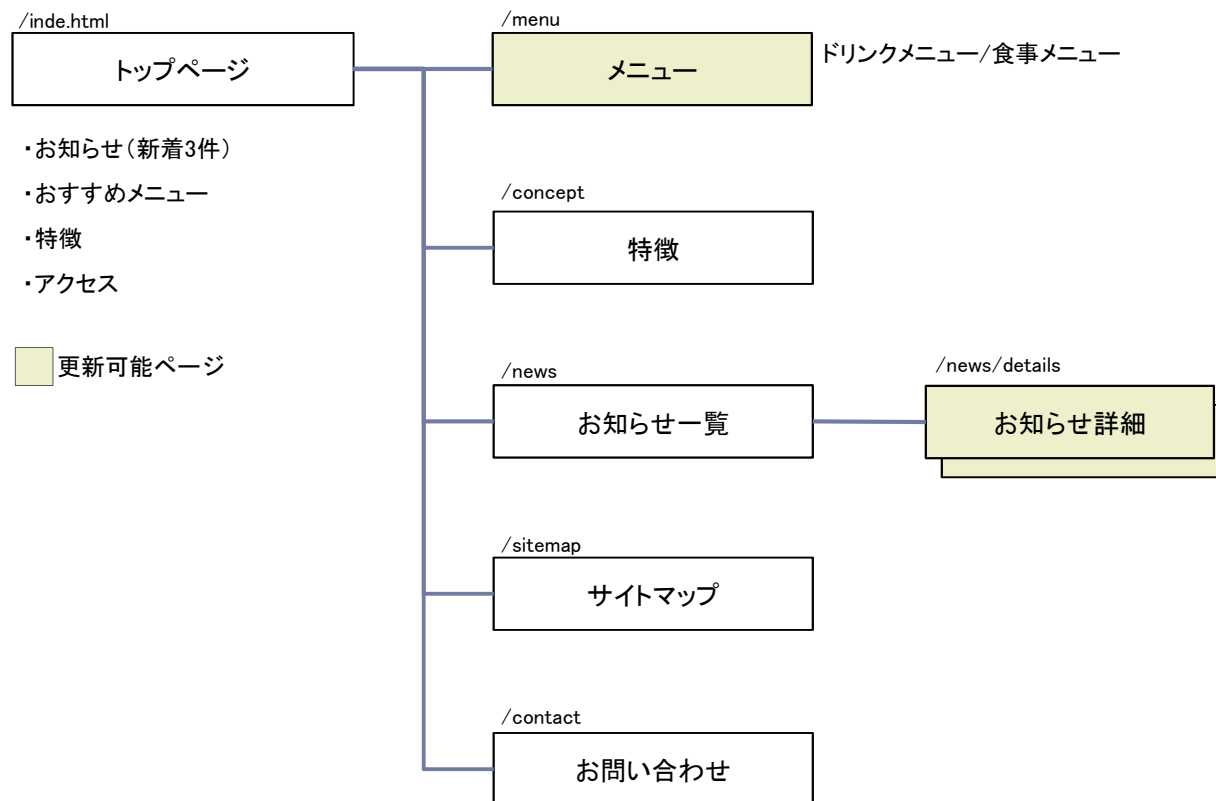 /inde.html
トップページ
・お知らせ（新着3件）
・おすすめメニュー
・特徴
・アクセス
更新可能ページ
/menu
メニュー
ドリンクメニュー/食事メニュー
/concept
特徴
/news
お知らせ一覧
/news/details
お知らせ詳細
/sitemap
サイトマップ
/contact
お問い合わせ